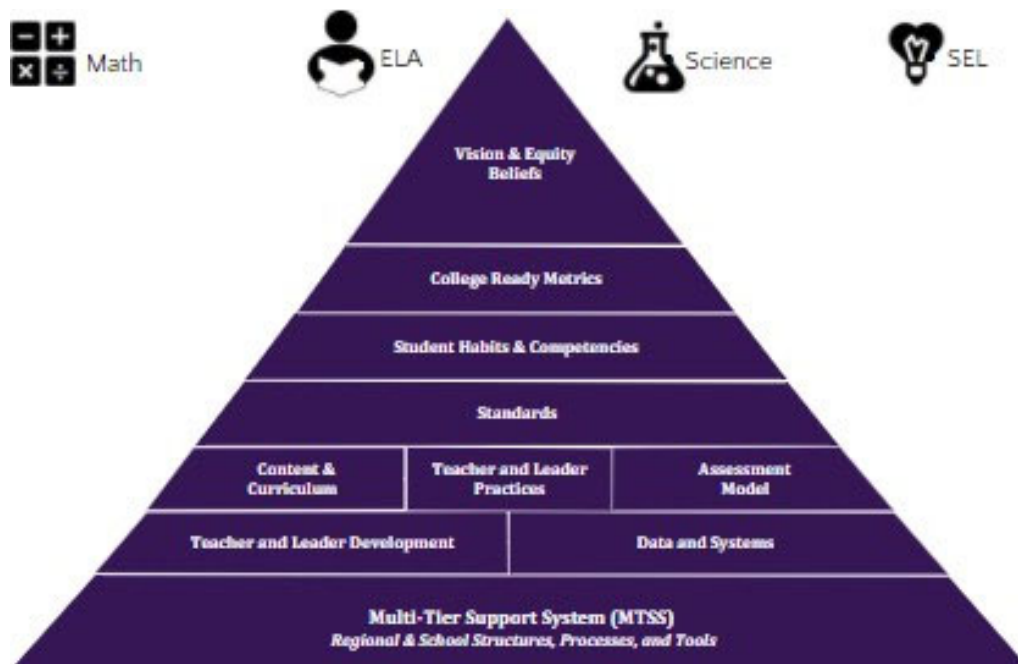 Math
ELA
Science
SEL
Vision & Equity
Beliefs
College Ready Metrics
Student Habits & Competencies
Standards
Content &
Curriculum
Teacher and Leader
Practices
Assessment
Model
Teacher and Leader Development
Data and Systems
Multi-Tier Support System (MTSS)
Regional & School Structures, Processes, and Tools